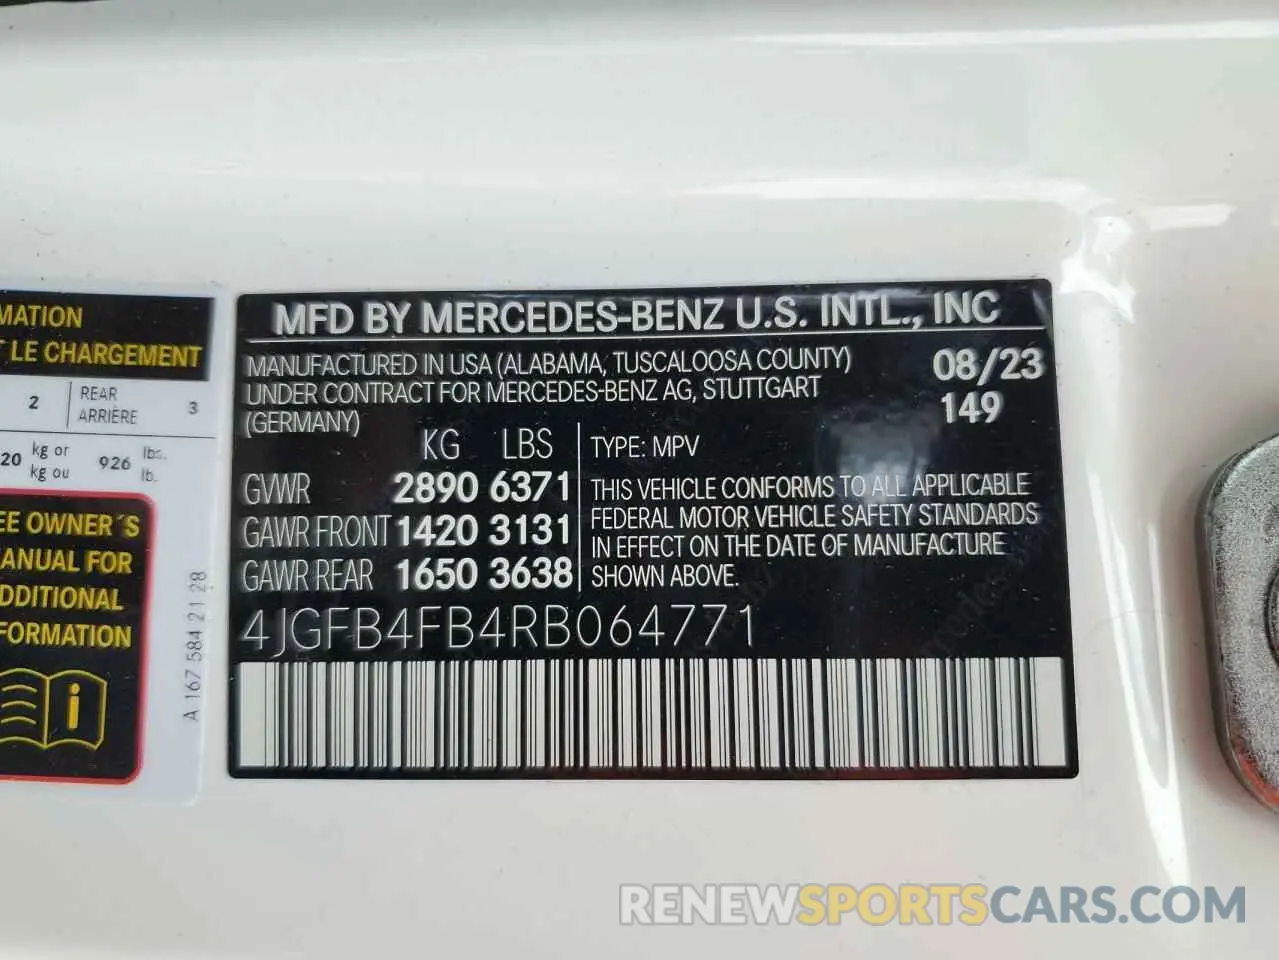 MATION
T LE CHARGEMENT
2
REAR
ARRIÈRE
3
20
kg or
kg ou
926
lbs.
lb.
EE OWNER´S
ANUAL FOR
DDITIONAL
FORMATION
A 167 584 21 28
MFD BY MERCEDES-BENZ U.S. INTL., INC
MANUFACTURED IN USA (ALABAMA, TUSCALOOSA COUNTY)
UNDER CONTRACT FOR MERCEDES-BENZ AG, STUTTGART
(GERMANY)
08/23
149
KG LBS
GVWR 2890 6371
GAWR FRONT 1420 3131
GAWR REAR 1650 3638
TYPE: MPV
THIS VEHICLE CONFORMS TO ALL APPLICABLE
FEDERAL MOTOR VEHICLE SAFETY STANDARDS
IN EFFECT ON THE DATE OF MANUFACTURE
SHOWN ABOVE.
4JGFB4FB4RB064771
RENEWSPORTSCARS.COM